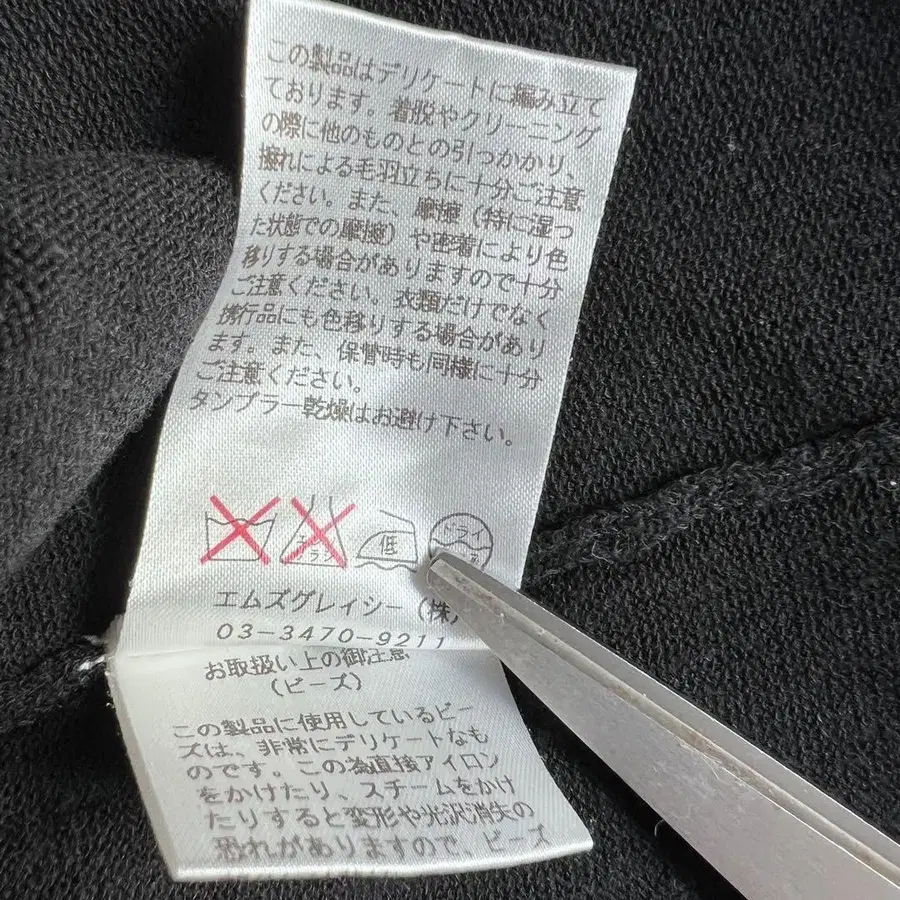 この製品はデリケートに編み立て
ております。着脱やクリーニング
の際に他のものとの引つかかり、
擦れによる毛羽立ちに十分ご注意
ください。また、摩擦（特に湿っ
た状態での摩擦）や密着により色
移りする場合がありますので十分
ご注意ください。衣類だけでなく
携行品にも色移りする場合があり
ます。また、保管時も同様に十分
ご注意ください。
タンブラー乾燥はお避け下さい。
エンソ
サラシ
低
ドライ
エムズグレイシー（株）
03-3470-9211
お取扱い上の御注意
（ビーズ）
この製品に使用しているビー
ズは、非常にデリケートなも
のです。この為直接アイロン
をかけたり、スチームをかけ
たりすると変形や光沢消失の
恐れがありますので、ビーズ